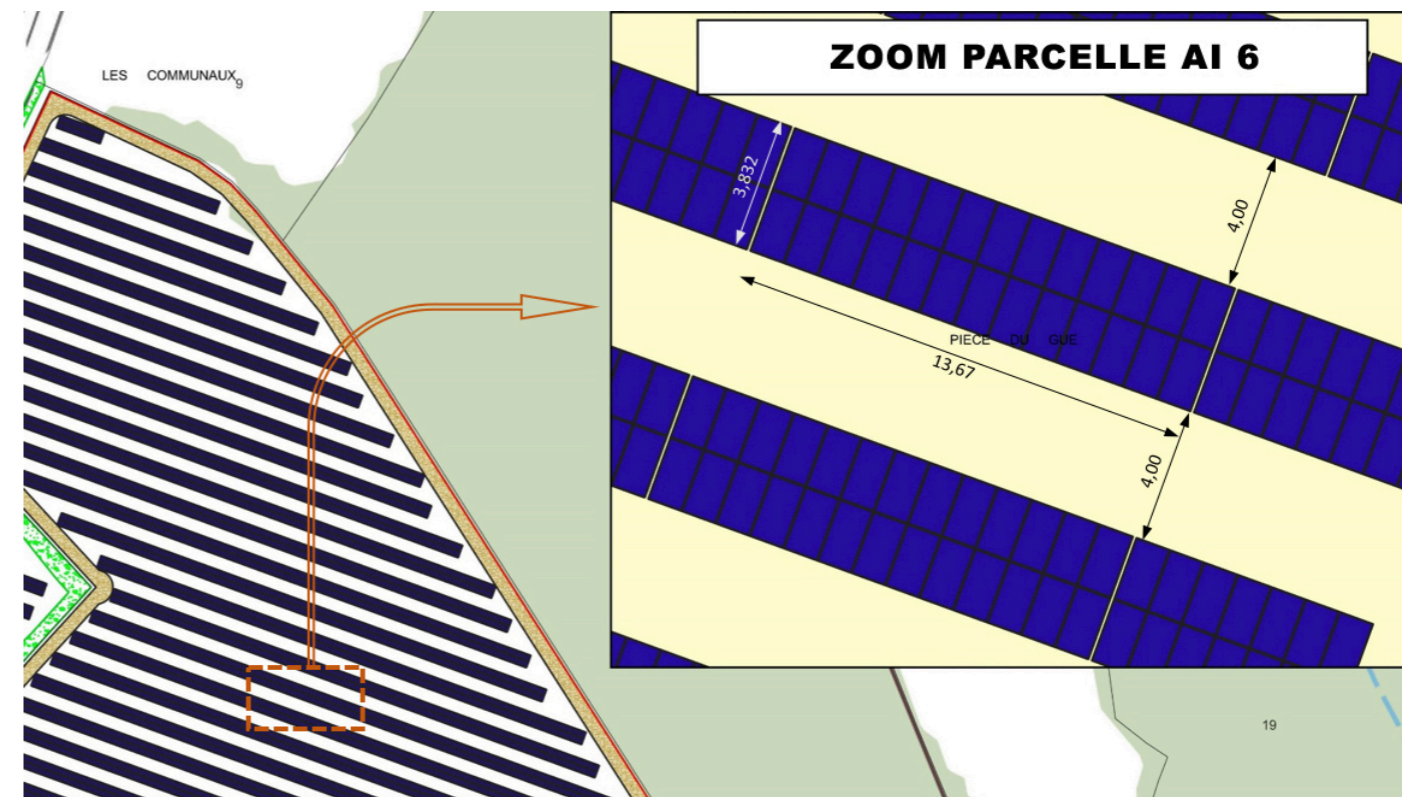 LES COMMUNAUX
9
ZOOM PARCELLE AI 6
3,832
4,00
PIECE DU GUE
13,67
4,00
19